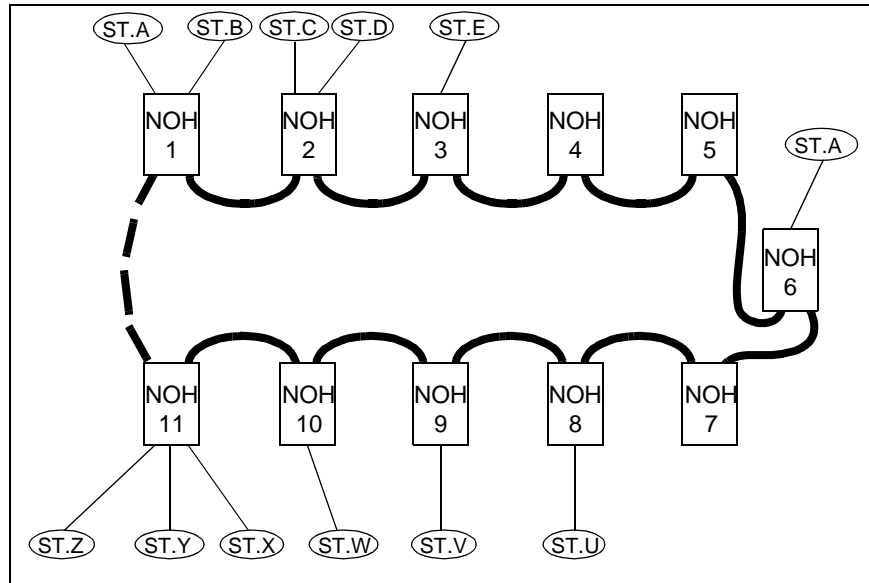 ST.A
ST.B
ST.C
ST.D
ST.E
NOH
1
NOH
2
NOH
3
NOH
4
NOH
5
ST.A
NOH
6
NOH
11
NOH
10
NOH
9
NOH
8
NOH
7
ST.Z
ST.Y
ST.X
ST.W
ST.V
ST.U